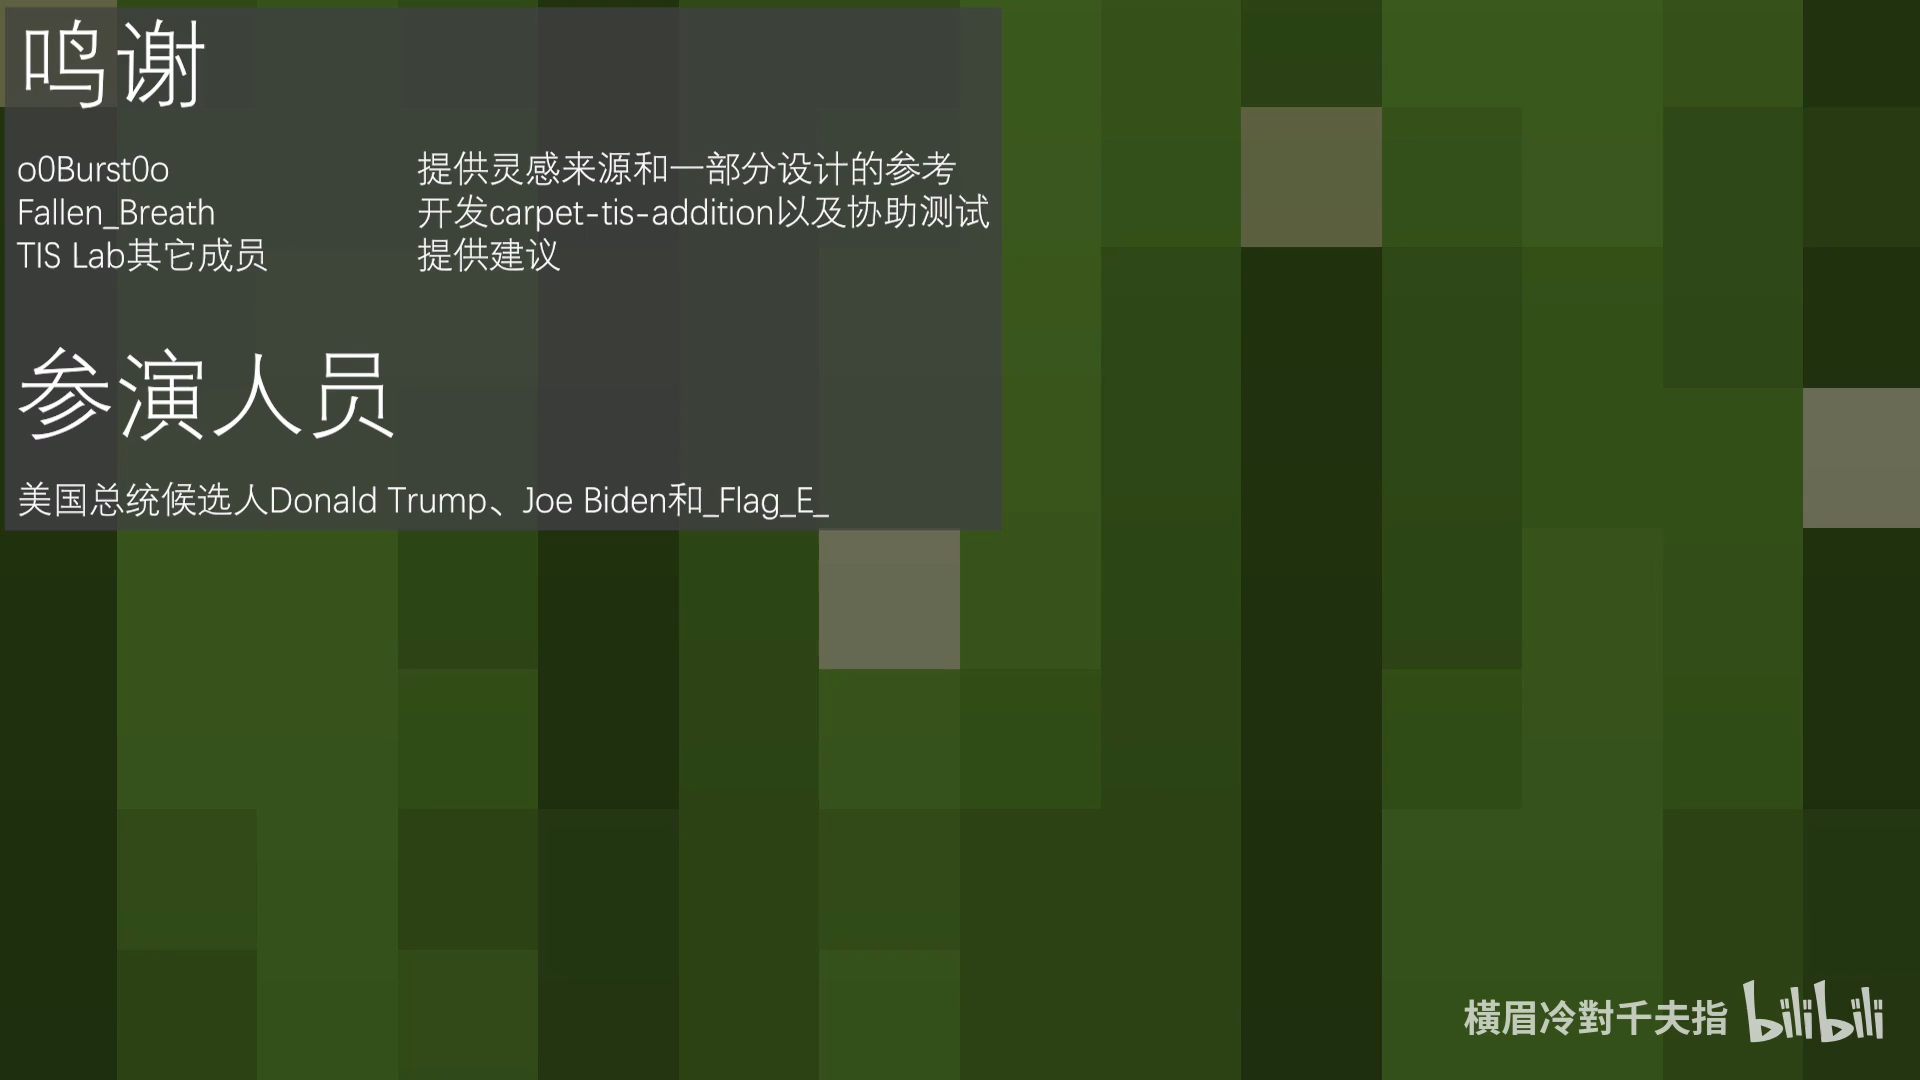 鸣谢
o0Burst0o 提供灵感来源和一部分设计的参考
Fallen_Breath 开发carpet-tis-addition以及协助测试
TIS Lab其它成员 提供建议
参演人员
美国总统候选人Donald Trump、Joe Biden和_Flag_E_
橫眉冷對千夫指 bilibili